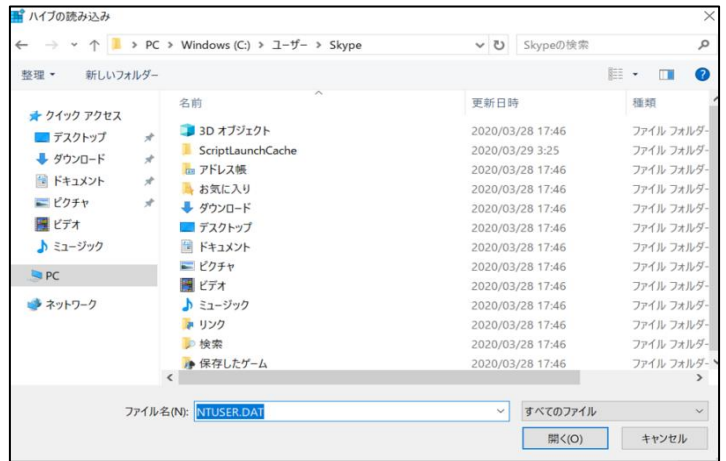 ハイブの読み込み
PC > Windows (C:) > ユーザー > Skype
Skypeの検索
整理
新しいフォルダー
名前 更新日時 種類
クイック アクセス
デスクトップ
ダウンロード
ドキュメント
ピクチャ
ビデオ
ミュージック
PC
ネットワーク
3D オブジェクト 2020/03/28 17:46 ファイル フォルダ-
ScriptLaunchCache 2020/03/29 3:25 ファイル フォルダ-
アドレス帳 2020/03/28 17:46 ファイル フォルダ-
お気に入り 2020/03/28 17:46 ファイル フォルダ-
ダウンロード 2020/03/28 17:46 ファイル フォルダ-
デスクトップ 2020/03/28 17:46 ファイル フォルダ-
ドキュメント 2020/03/28 17:46 ファイル フォルダ-
ピクチャ 2020/03/28 17:46 ファイル フォルダ-
ビデオ 2020/03/28 17:46 ファイル フォルダ-
ミュージック 2020/03/28 17:46 ファイル フォルダ-
リンク 2020/03/28 17:46 ファイル フォルダ-
検索 2020/03/28 17:46 ファイル フォルダ-
保存したゲーム 2020/03/28 17:46 ファイル フォルダ-
ファイル名(N): NTUSER.DAT
すべてのファイル
開く(O) キャンセル